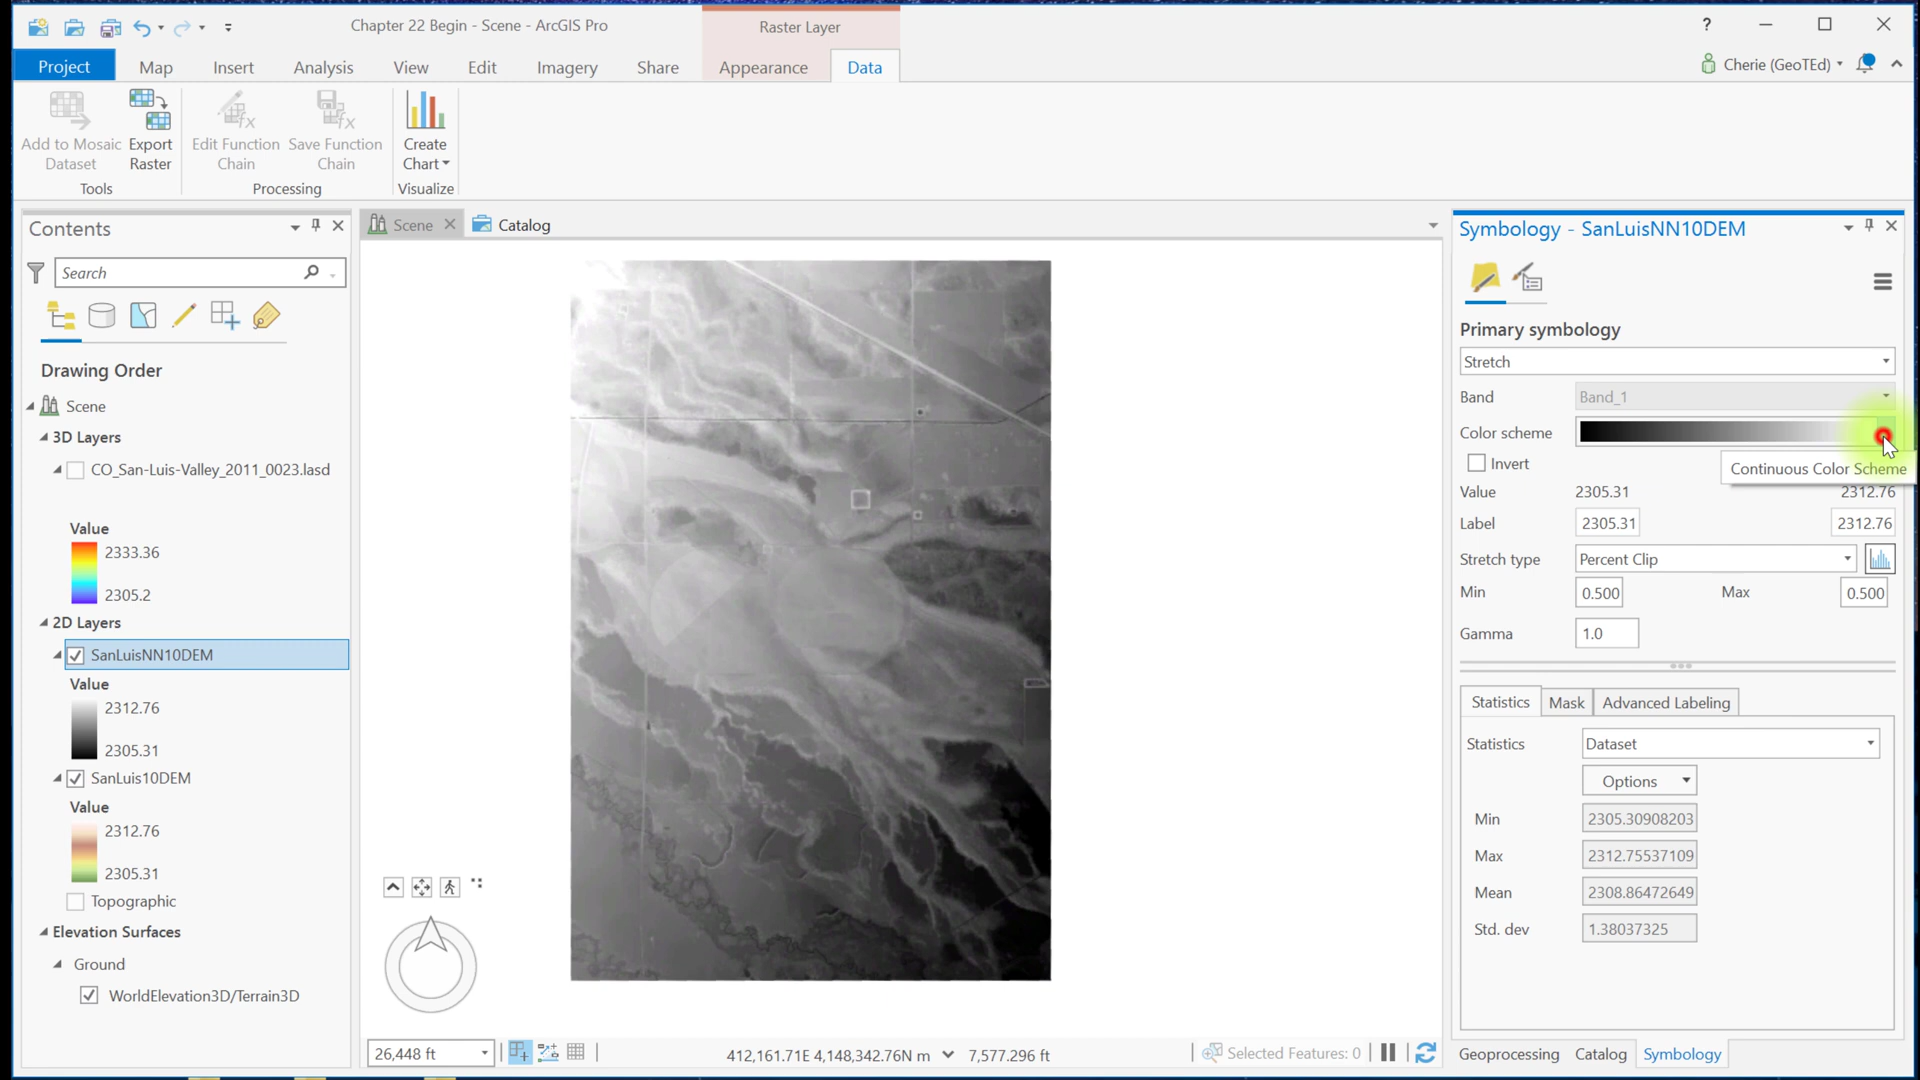 Chapter 22 Begin - Scene - ArcGIS Pro
Raster Layer
?
Project
Map
Insert
Analysis
View
Edit
Imagery
Share
Appearance
Data
Cherie (GeoTEd)
Add to Mosaic
Dataset
Export
Raster
Edit Function
Chain
Save Function
Chain
Create
Chart
Tools
Processing
Visualize
Contents
Search
Drawing Order
Scene
3D Layers
CO_San-Luis-Valley_2011_0023.lasd
Value
2333.36
2305.2
2D Layers
SanLuisNN10DEM
Value
2312.76
2305.31
SanLuis10DEM
Value
2312.76
2305.31
Topographic
Elevation Surfaces
Ground
WorldElevation3D/Terrain3D
Scene
Catalog
26,448 ft
412,161.71E 4,148,342.76N m
7,577.296 ft
Selected Features: 0
Symbology - SanLuisNN10DEM
Primary symbology
Stretch
Band
Band_1
Color scheme
Invert
Continuous Color Scheme
Value
2305.31
2312.76
Label
2305.31
2312.76
Stretch type
Percent Clip
Min
0.500
Max
0.500
Gamma
1.0
Statistics
Mask
Advanced Labeling
Statistics
Dataset
Options
Min
2305.30908203
Max
2312.75537109
Mean
2308.86472649
Std. dev
1.38037325
Geoprocessing
Catalog
Symbology